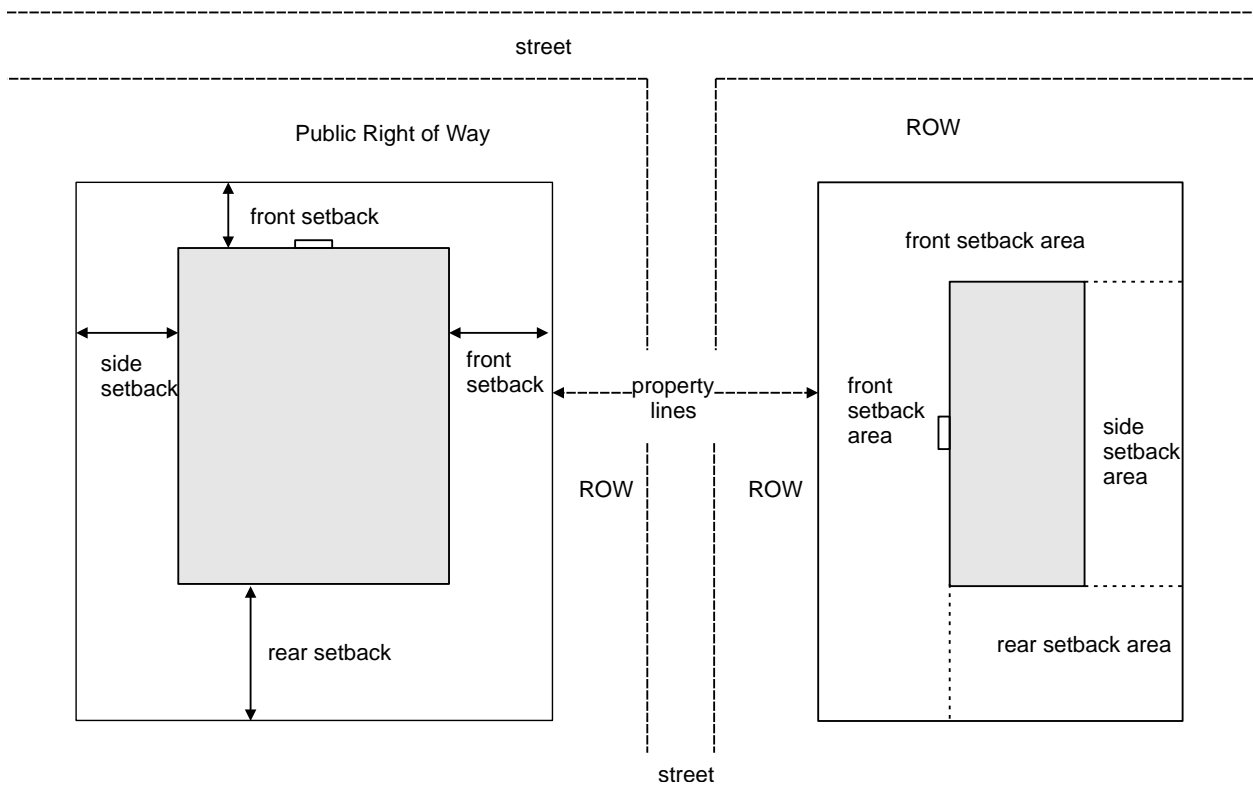 street
Public Right of Way
ROW
front setback
front setback area
side
setback
front
setback
property
lines
front
setback
area
side
setback
area
ROW
ROW
rear setback
rear setback area
street